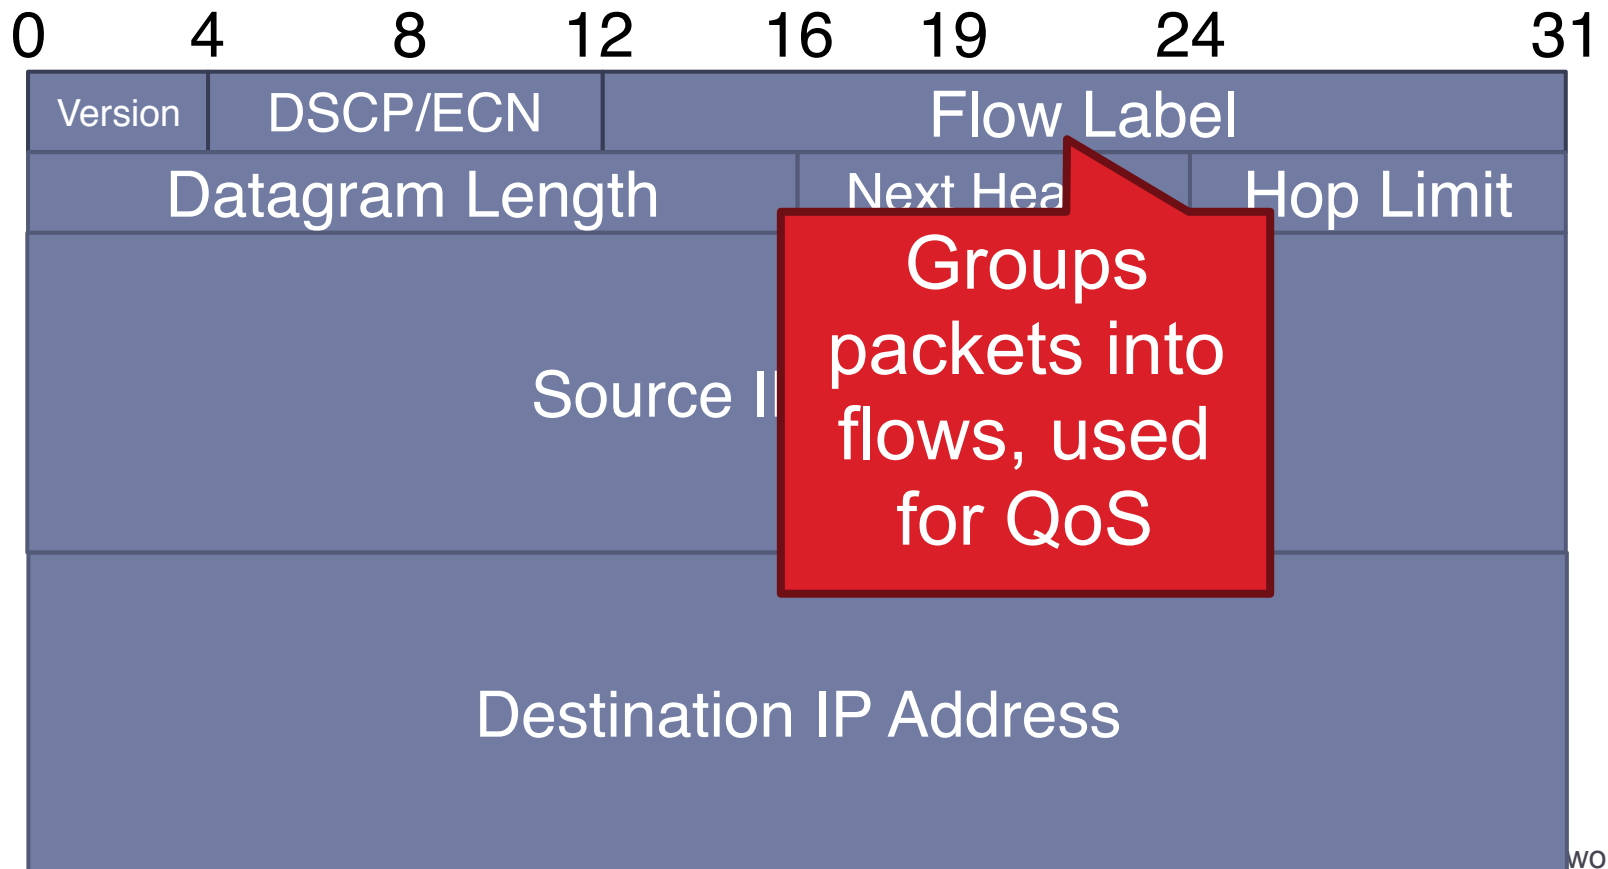 0 4 8 12 16 19 24 31
Version DSCP/ECN Flow Label
Datagram Length Next Hea Hop Limit
Groups
packets into
flows, used
for QoS
Source I
Destination IP Address
wo